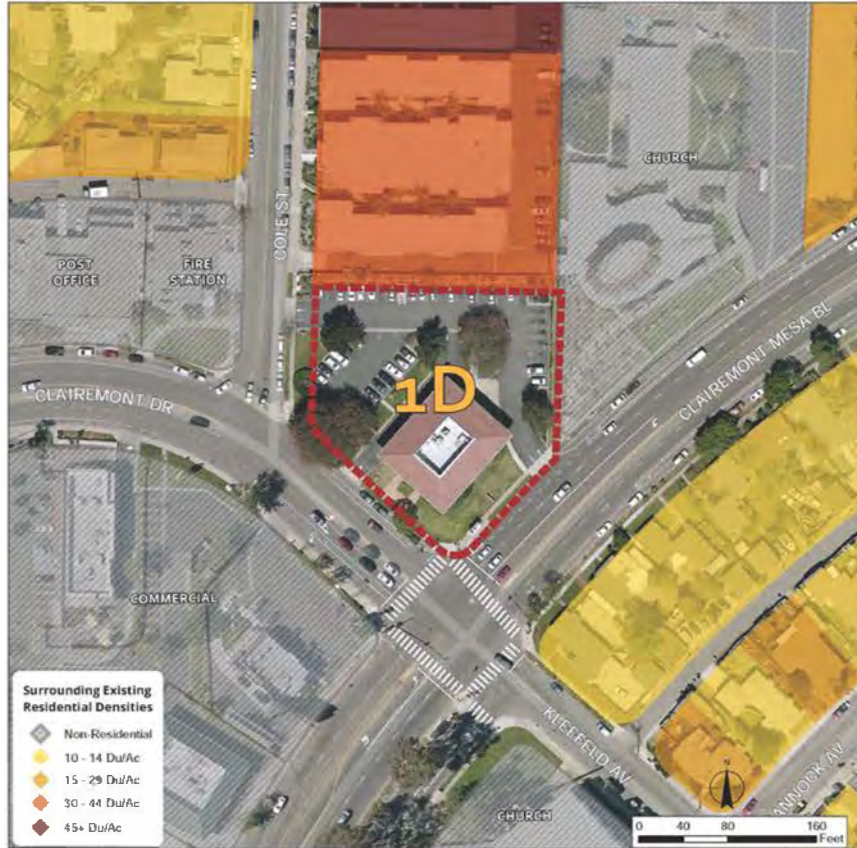 CHURCH
COLE ST
POST
OFFICE
FIRE
STATION
CLAIREMONT MESA BL
CLAIREMONT DR
1D
COMMERCIAL
Surrounding Existing
Residential Densities
Non-Residential
10 - 14 Du/Ac
15 - 29 Du/Ac
30 - 44 Du/Ac
45+ Du/Ac
KLEEFELD AV
ANNOCK AV
CHURCH
N
0 40 80 160
Feet